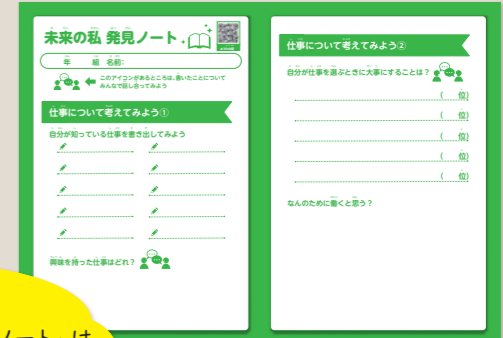 未来の私 発見ノート
年 組 名前:
このアイコンがあるところは、書いたことについて
みんなで話し合ってみよう
仕事について考えてみよう①
自分が知っている仕事を書き出してみよう
興味を持った仕事はどれ？
仕事について考えてみよう②
自分が仕事を選ぶときに大事にすることは？
( 位)
( 位)
( 位)
( 位)
( 位)
なんのために働くと思う？
ノート」は